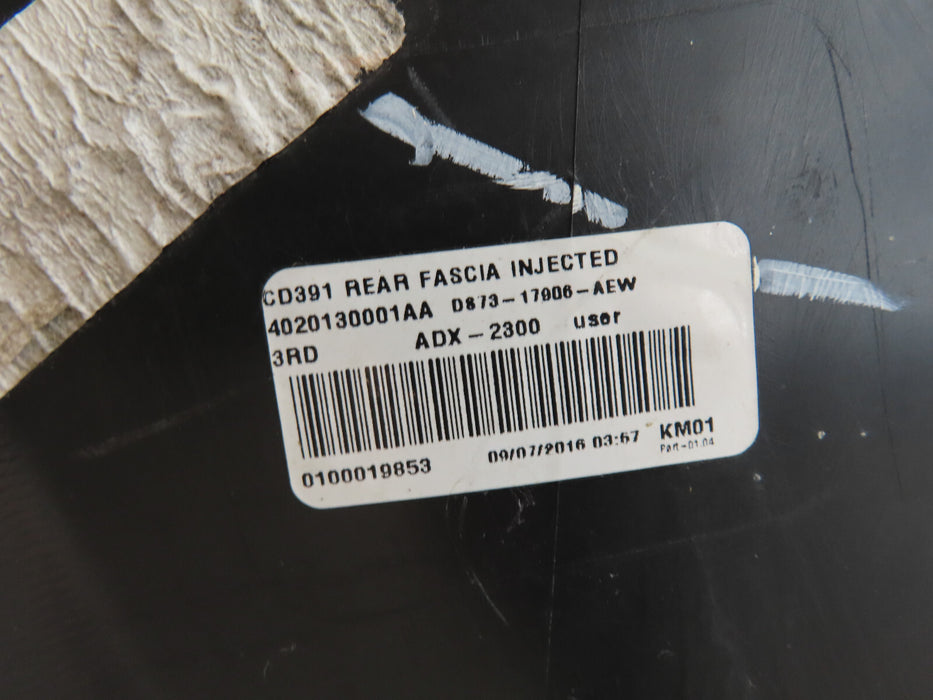 CD391 REAR FASCIA INJECTED
4020130001AA D873-17906-AEW
3RD ADX-2300 user
0100019853 09/07/2016 03:57 KM01
Part-01.04